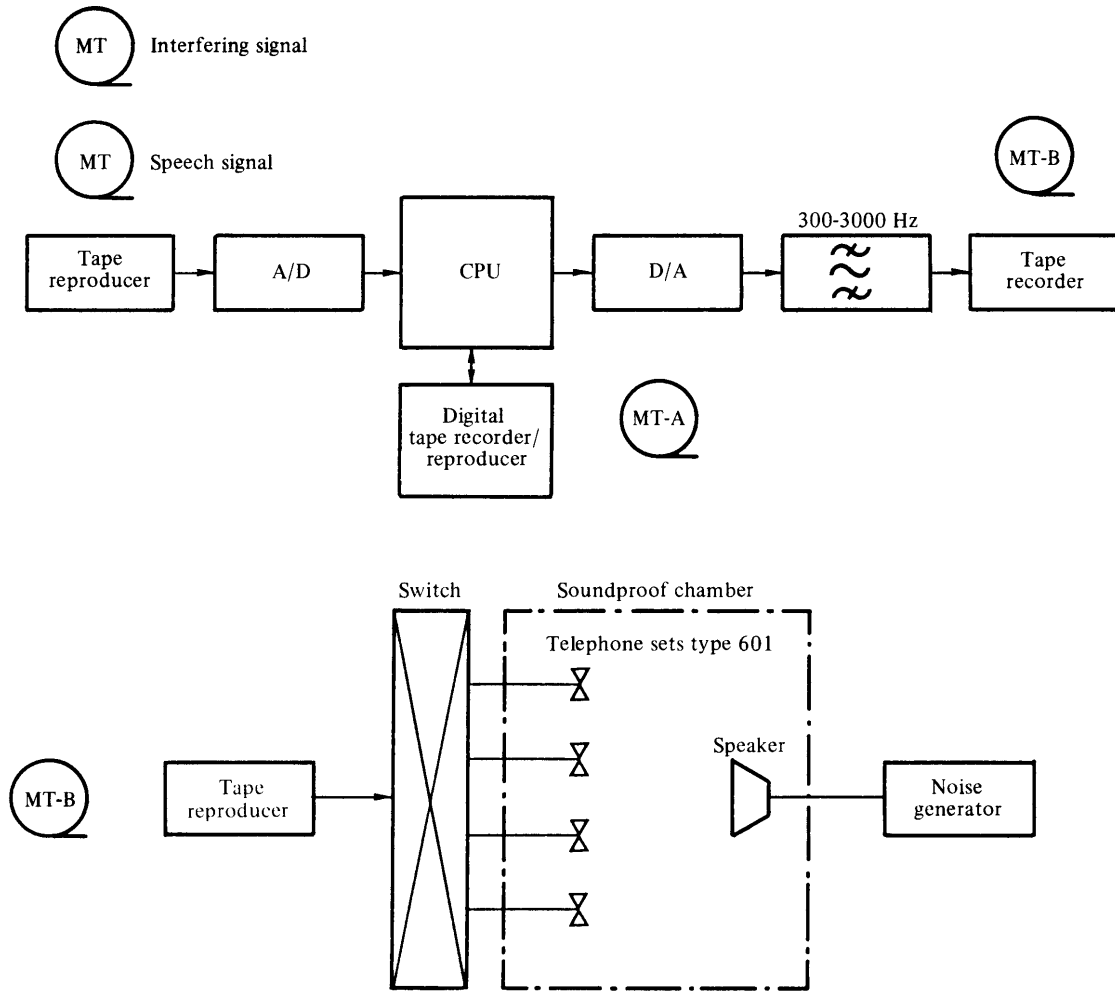 MT Interfering signal
MT Speech signal
MT-B
300-3000 Hz
Tape
reproducer
A/D
CPU
D/A
Tape
recorder
Digital
tape recorder/
reproducer
MT-A
Switch
Soundproof chamber
Telephone sets type 601
Speaker
MT-B
Tape
reproducer
Noise
generator